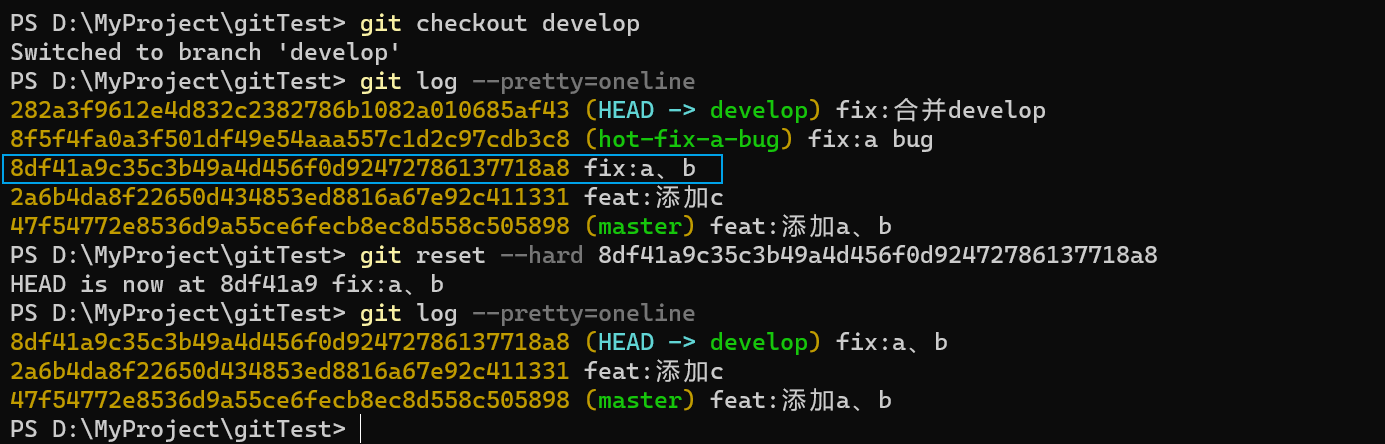 PS D:\MyProject\gitTest> git checkout develop
Switched to branch 'develop'
PS D:\MyProject\gitTest> git log --pretty=oneline
282a3f9612e4d832c2382786b1082a010685af43 (HEAD -> develop) fix:合并develop
8f5f4fa0a3f501df49e54aaa557c1d2c97cdb3c8 (hot-fix-a-bug) fix:a bug
8df41a9c35c3b49a4d456f0d92472786137718a8 fix:a、b
2a6b4da8f22650d434853ed8816a67e92c411331 feat:添加c
47f54772e8536d9a55ce6fecb8ec8d558c505898 (master) feat:添加a、b
PS D:\MyProject\gitTest> git reset --hard 8df41a9c35c3b49a4d456f0d92472786137718a8
HEAD is now at 8df41a9 fix:a、b
PS D:\MyProject\gitTest> git log --pretty=oneline
8df41a9c35c3b49a4d456f0d92472786137718a8 (HEAD -> develop) fix:a、b
2a6b4da8f22650d434853ed8816a67e92c411331 feat:添加c
47f54772e8536d9a55ce6fecb8ec8d558c505898 (master) feat:添加a、b
PS D:\MyProject\gitTest>